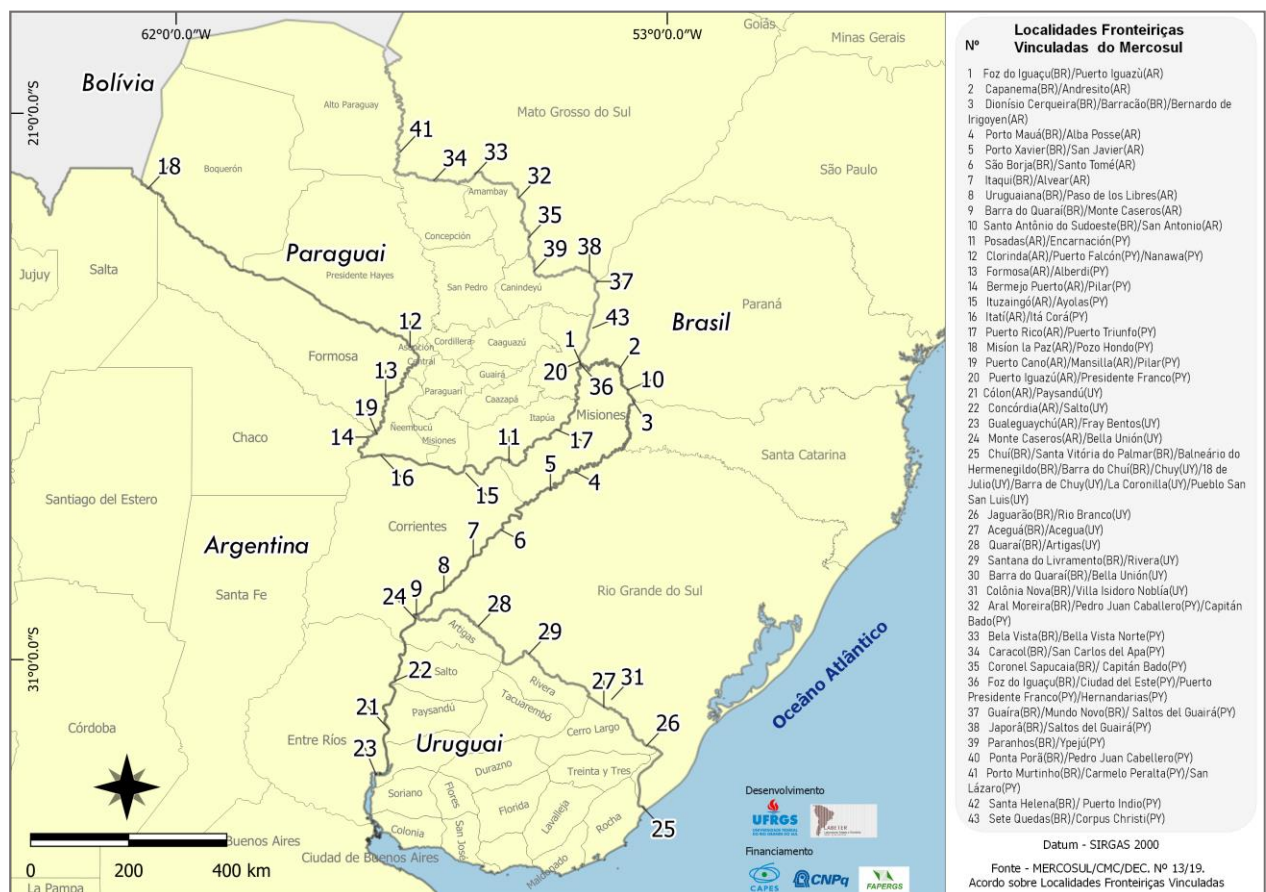 62°0'0.0"W
53°0'0.0"W
21°0'0.0"S
31°0'0.0"S
Goiás
Minas Gerais
Bolívia
Alto Paraguay
Mato Grosso do Sul
41
34
33
32
18
Boquerón
Amambay
São Paulo
35
Concepción
39
38
Paraguai
Presidente Hayes
Jujuy
Salta
San Pedro
Canindeyú
37
Paraná
43
Brasil
12
Formosa
Asunción
Central
Cordillera
Caaguazú
1
2
20
36
10
13
Guairá
Paraguarí
Caazapá
Misiones
3
19
14
Itapúa
Ñeembucú
Misiones
11
17
Chaco
16
15
5
4
Santa Catarina
Santiago del Estero
Corrientes
7
6
Argentina
8
Santa Fe
24
9
28
Rio Grande do Sul
Artigas
29
22
Salto
Rivera
27
31
Paysandú
Tacuarembó
21
Cerro Largo
26
Córdoba
Entre Ríos
23
Uruguai
Durazno
Treinta y Tres
Soriano
Flores
Florida
Lavalleja
Rocha
25
Colonia
San José
Maldonado
Buenos Aires
Ciudad de Buenos Aires
La Pampa
Oceâno Atlântico
0 200 400 km
Desenvolvimento
UFRGS
UNIVERSIDADE FEDERAL
DO RIO GRANDE DO SUL
LABETER
Financiamento
CAPES
CNPq
FAPERGS
Localidades Fronteiriças
Nº Vinculadas do Mercosul
1 Foz do Iguaçu(BR)/Puerto Iguazù(AR)
2 Capanema(BR)/Andresito(AR)
3 Dionísio Cerqueira(BR)/Barracão(BR)/Bernardo de
Irigoyen(AR)
4 Porto Mauá(BR)/Alba Posse(AR)
5 Porto Xavier(BR)/San Javier(AR)
6 São Borja(BR)/Santo Tomé(AR)
7 Itaqui(BR)/Alvear(AR)
8 Uruguaiana(BR)/Paso de los Libres(AR)
9 Barra do Quaraí(BR)/Monte Caseros(AR)
10 Santo Antônio do Sudoeste(BR)/San Antonio(AR)
11 Posadas(AR)/Encarnación(PY)
12 Clorinda(AR)/Puerto Falcón(PY)/Nanawa(PY)
13 Formosa(AR)/Alberdi(PY)
14 Bermejo Puerto(AR)/Pilar(PY)
15 Ituzaingó(AR)/Ayolas(PY)
16 Itatí(AR)/Itá Corá(PY)
17 Puerto Rico(AR)/Puerto Triunfo(PY)
18 Misíon la Paz(AR)/Pozo Hondo(PY)
19 Puerto Cano(AR)/Mansilla(AR)/Pilar(PY)
20 Puerto Iguazú(AR)/Presidente Franco(PY)
21 Cólon(AR)/Paysandú(UY)
22 Concórdia(AR)/Salto(UY)
23 Gualeguaychú(AR)/Fray Bentos(UY)
24 Monte Caseros(AR)/Bella Unión(UY)
25 Chuí(BR)/Santa Vitória do Palmar(BR)/Balneário do
Hermenegildo(BR)/Barra do Chuí(BR)/Chuy(UY)/18 de
Julio(UY)/Barra de Chuy(UY)/La Coronilla(UY)/Pueblo San
San Luis(UY)
26 Jaguarão(BR)/Rio Branco(UY)
27 Aceguá(BR)/Acegua(UY)
28 Quaraí(BR)/Artigas(UY)
29 Santana do Livramento(BR)/Rivera(UY)
30 Barra do Quaraí(BR)/Bella Unión(UY)
31 Colônia Nova(BR)/Villa Isidoro Noblía(UY)
32 Aral Moreira(BR)/Pedro Juan Caballero(PY)/Capitán
Bado(PY)
33 Bela Vista(BR)/Bella Vista Norte(PY)
34 Caracol(BR)/San Carlos del Apa(PY)
35 Coronel Sapucaia(BR)/ Capitán Bado(PY)
36 Foz do Iguaçu(BR)/Ciudad del Este(PY)/Puerto
Presidente Franco(PY)/Hernandarias(PY)
37 Guaíra(BR)/Mundo Novo(BR)/ Saltos del Guairá(PY)
38 Japorã(BR)/Saltos del Guairá(PY)
39 Paranhos(BR)/Ypejú(PY)
40 Ponta Porã(BR)/Pedro Juan Cabellero(PY)
41 Porto Murtinho(BR)/Carmelo Peralta(PY)/San
Lázaro(PY)
42 Santa Helena(BR)/ Puerto Indio(PY)
43 Sete Quedas(BR)/Corpus Christi(PY)
Datum - SIRGAS 2000
Fonte - MERCOSUL/CMC/DEC. Nº 13/19.
Acordo sobre Localidades Fronteiriças Vinculadas